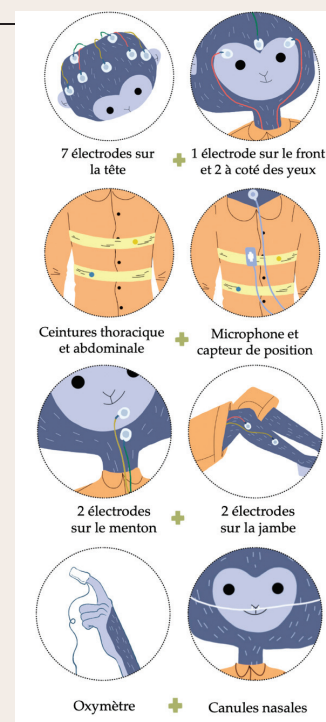 7 électrodes sur
la tête
+
1 électrode sur le front
et 2 à coté des yeux
Ceintures thoracique
et abdominale
+
Microphone et
capteur de position
2 électrodes
sur le menton
+
2 électrodes
sur la jambe
Oxymètre
+
Canules nasales